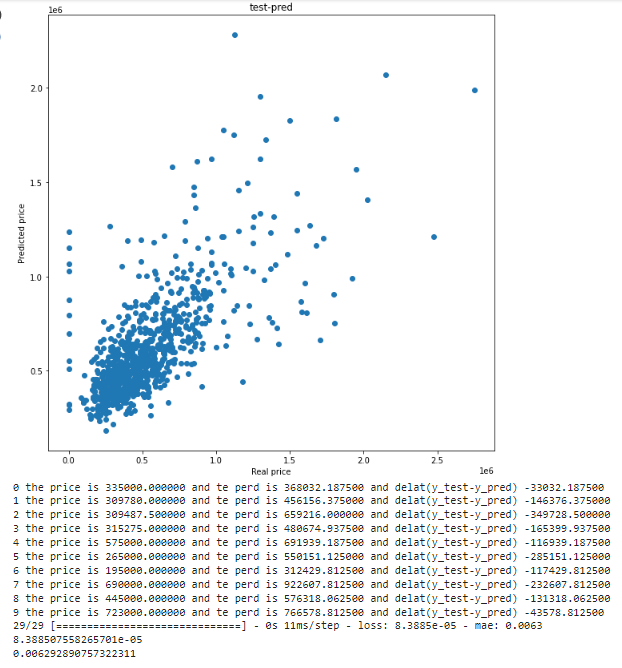 test-pred
1e6
2.0
1.5
1.0
0.5
Predicted price
0.0 0.5 1.0 1.5 2.0 2.5
Real price
1e6
0 the price is 335000.000000 and te perd is 368032.187500 and delat(y_test-y_pred) -33032.187500
1 the price is 309780.000000 and te perd is 456156.375000 and delat(y_test-y_pred) -146376.375000
2 the price is 309487.500000 and te perd is 659216.000000 and delat(y_test-y_pred) -349728.500000
3 the price is 315275.000000 and te perd is 480674.937500 and delat(y_test-y_pred) -165399.937500
4 the price is 575000.000000 and te perd is 691939.187500 and delat(y_test-y_pred) -116939.187500
5 the price is 265000.000000 and te perd is 550151.125000 and delat(y_test-y_pred) -285151.125000
6 the price is 195000.000000 and te perd is 312429.812500 and delat(y_test-y_pred) -117429.812500
7 the price is 690000.000000 and te perd is 922607.812500 and delat(y_test-y_pred) -232607.812500
8 the price is 445000.000000 and te perd is 576318.062500 and delat(y_test-y_pred) -131318.062500
9 the price is 723000.000000 and te perd is 766578.812500 and delat(y_test-y_pred) -43578.812500
29/29 [==============================] - 0s 11ms/step - loss: 8.3885e-05 - mae: 0.0063
8.388507558265701e-05
0.006292890757322311